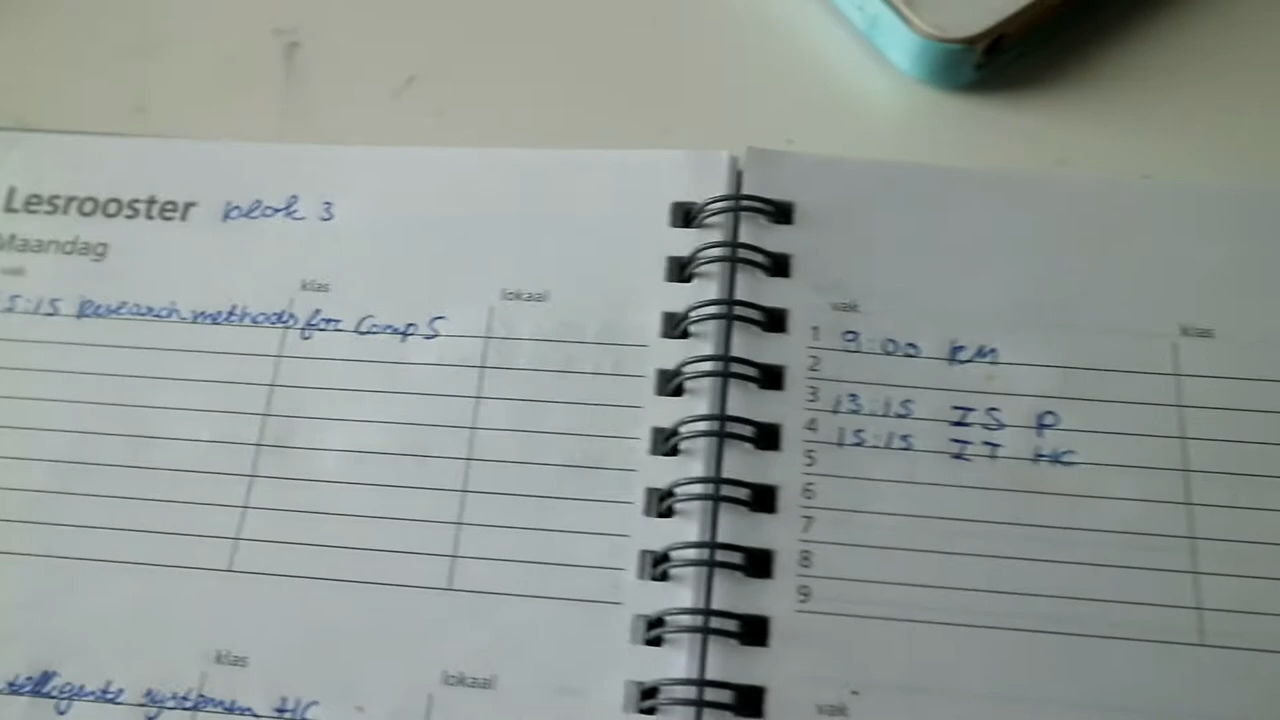 Lesrooster blok 3
Maandag
vak klas lokaal
5:15 Research methods for Comp S
klas lokaal
telligente systemen HC
vak klas
1 9:00 KM
2
3 13:15 IS P
4 15:15 IT HC
5
6
7
8
9
vak